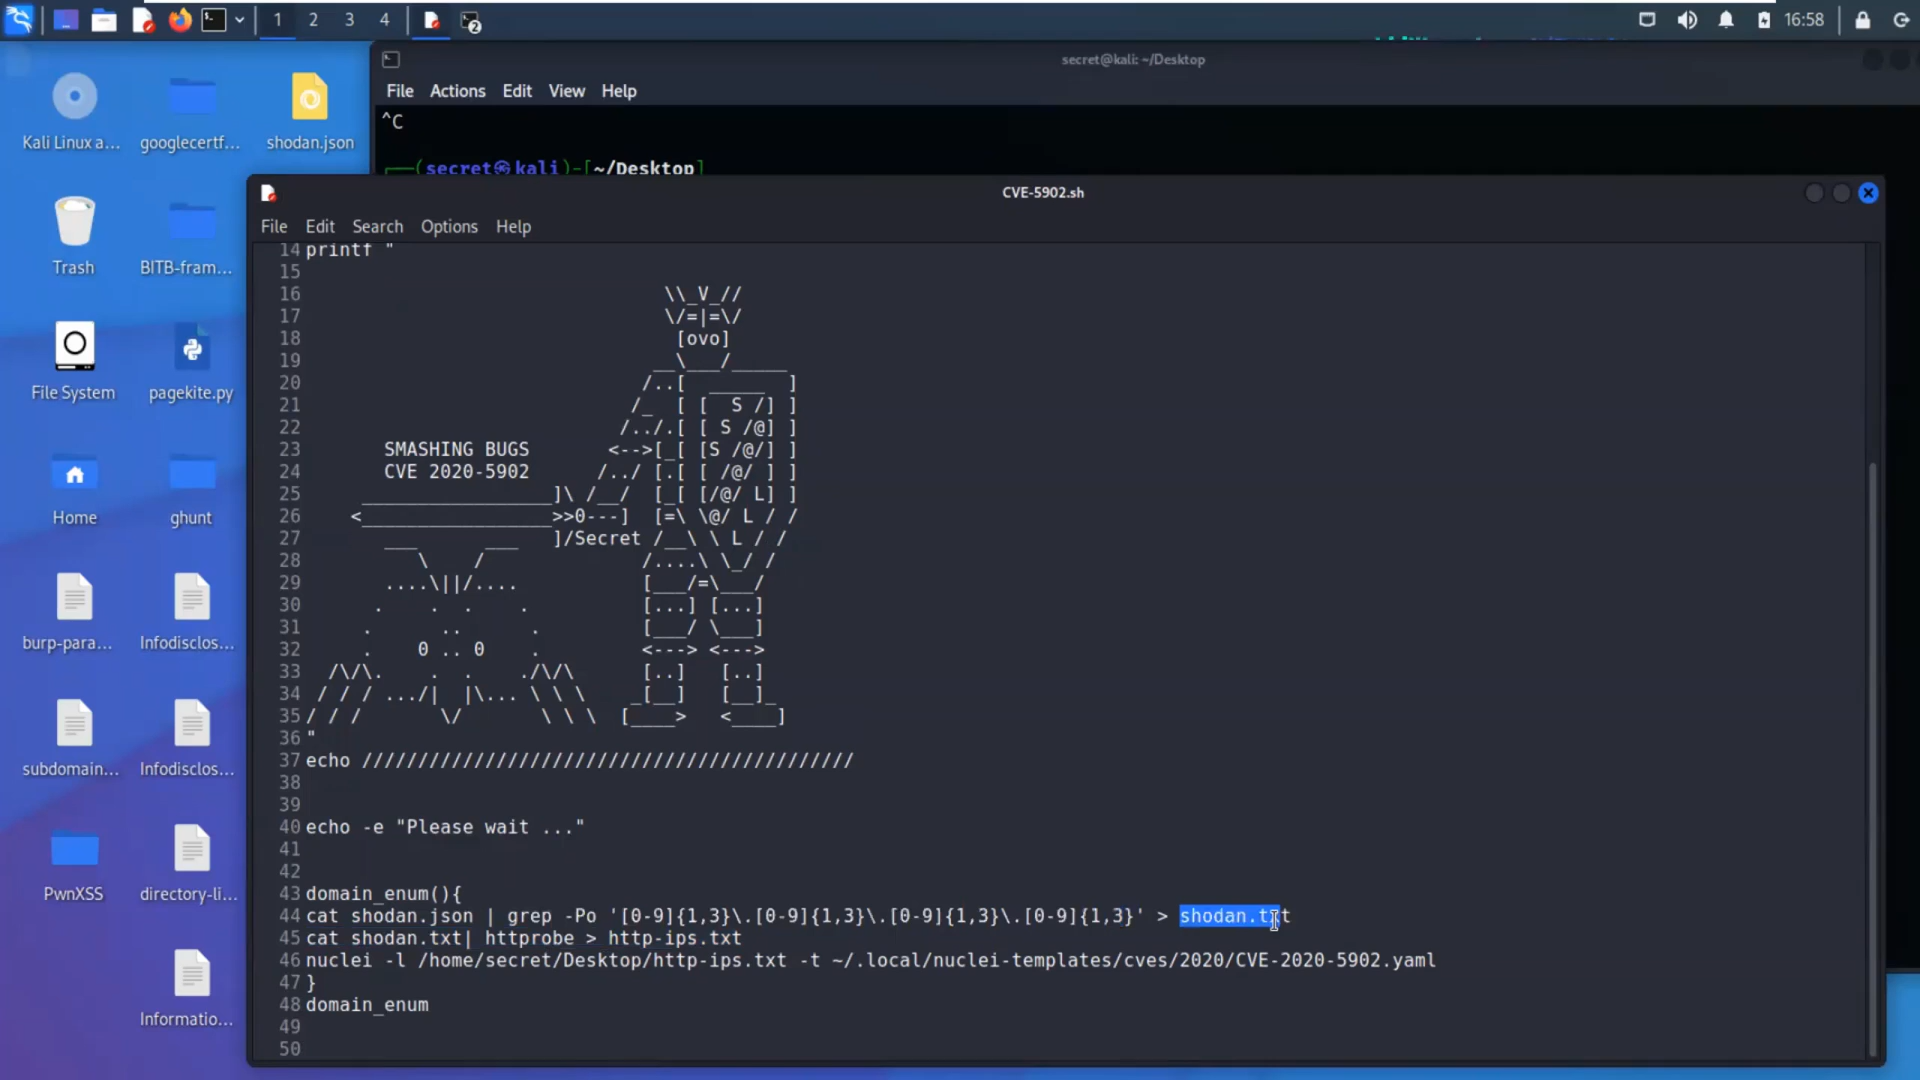 1 2 3 4 2 16:58
secret@kali: ~/Desktop
File Actions Edit View Help
^C
┌──(secret㉿kali)-[~/Desktop]
Kali Linux a...
googlecertf...
shodan.json
Trash
BITB-fram...
File System
pagekite.py
Home
ghunt
burp-para...
Infodisclos...
subdomain...
Infodisclos...
PwnXSS
directory-li...
Informatio...
CVE-5902.sh
File Edit Search Options Help
14 printf "
15
16                                 \\_V_//
17                                 \/=|=\/
18                                  [ovo]
19                                __\___/_____
20                               /..[  _____  ]
21                              /_  [ [  S /] ]
22                             /../.[ [ S /@] ]
23        SMASHING BUGS       <-->[_[ [S /@/] ]
24        CVE 2020-5902      /../ [.[ [ /@/ ] ]
25      _________________]\ /__/  [_[ [/@/ L] ]
26     <_________________>>0---]  [=\ \@/ L / /
27        ___      ___   ]/Secret /__\ \ L / /
28           \    /              /....\ \_/ /
29        ....\||/....           [___/=\___/
30       .    .  .    .          [...] [...]
31      .      ..      .         [___/ \___]
32      .    0 .. 0    .         <---> <--->
33   /\/\.    .  .    ./\/\      [..]   [..]
34  / / / .../|  |\... \ \ \    _[__]   [__]_
35 / / /       \/       \ \ \  [____>   <____]
36 "
37 echo ////////////////////////////////////////////
38
39
40 echo -e "Please wait ..."
41
42
43 domain_enum(){
44 cat shodan.json | grep -Po '[0-9]{1,3}\.[0-9]{1,3}\.[0-9]{1,3}\.[0-9]{1,3}' > shodan.txt
45 cat shodan.txt| httprobe > http-ips.txt
46 nuclei -l /home/secret/Desktop/http-ips.txt -t ~/.local/nuclei-templates/cves/2020/CVE-2020-5902.yaml
47 }
48 domain_enum
49
50